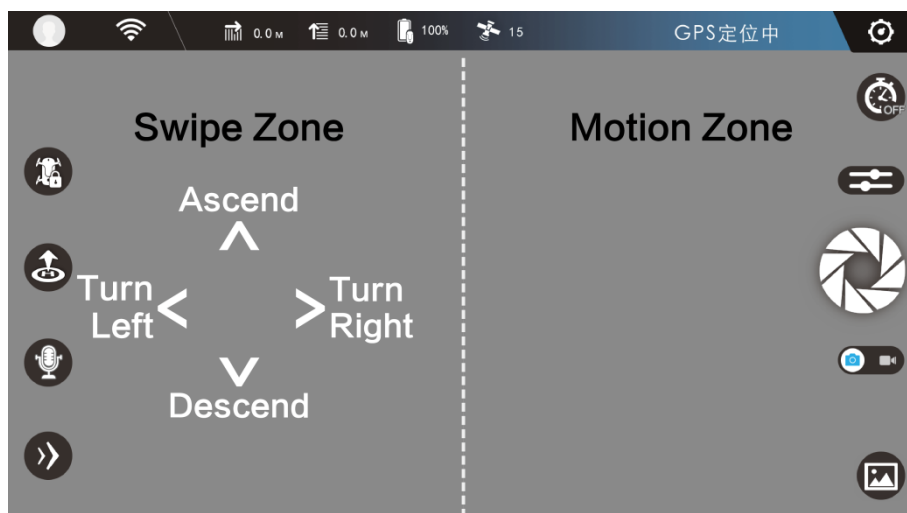 0.0 M 0.0 M 100% 15 GPS定位中
OFF
Swipe Zone
Motion Zone
Ascend
Turn Left
Turn Right
Descend